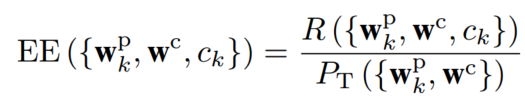 EE ({w_k^p, w^c, c_k}) = R ({w_k^p, w^c, c_k}) / P_T ({w_k^p, w^c})